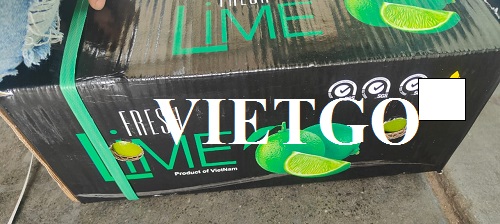 FRESH
LiME
FRESH
LiME
VIETGO
Product of VietNam